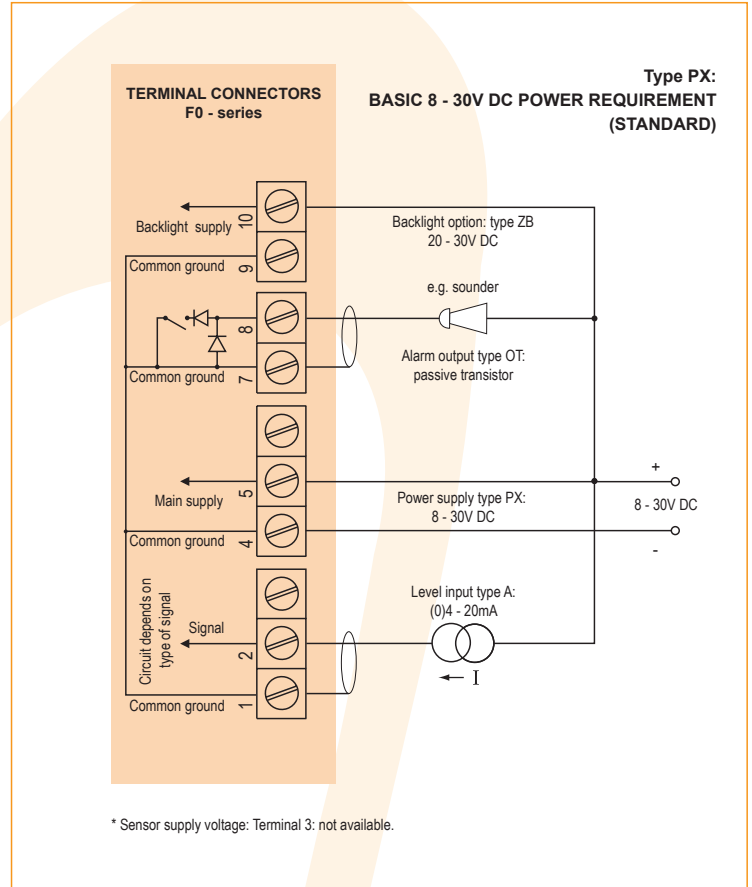 Type PX:
BASIC 8 - 30V DC POWER REQUIREMENT
(STANDARD)
TERMINAL CONNECTORS
F0 - series
Backlight supply
10
Backlight option: type ZB
20 - 30V DC
Common ground
9
e.g. sounder
8
Alarm output type OT:
passive transistor
Common ground
7
Main supply
5
Power supply type PX:
8 - 30V DC
+
8 - 30V DC
-
Common ground
4
Circuit depends on
type of signal
Signal
2
Level input type A:
(0)4 - 20mA
I
Common ground
1
* Sensor supply voltage: Terminal 3: not available.